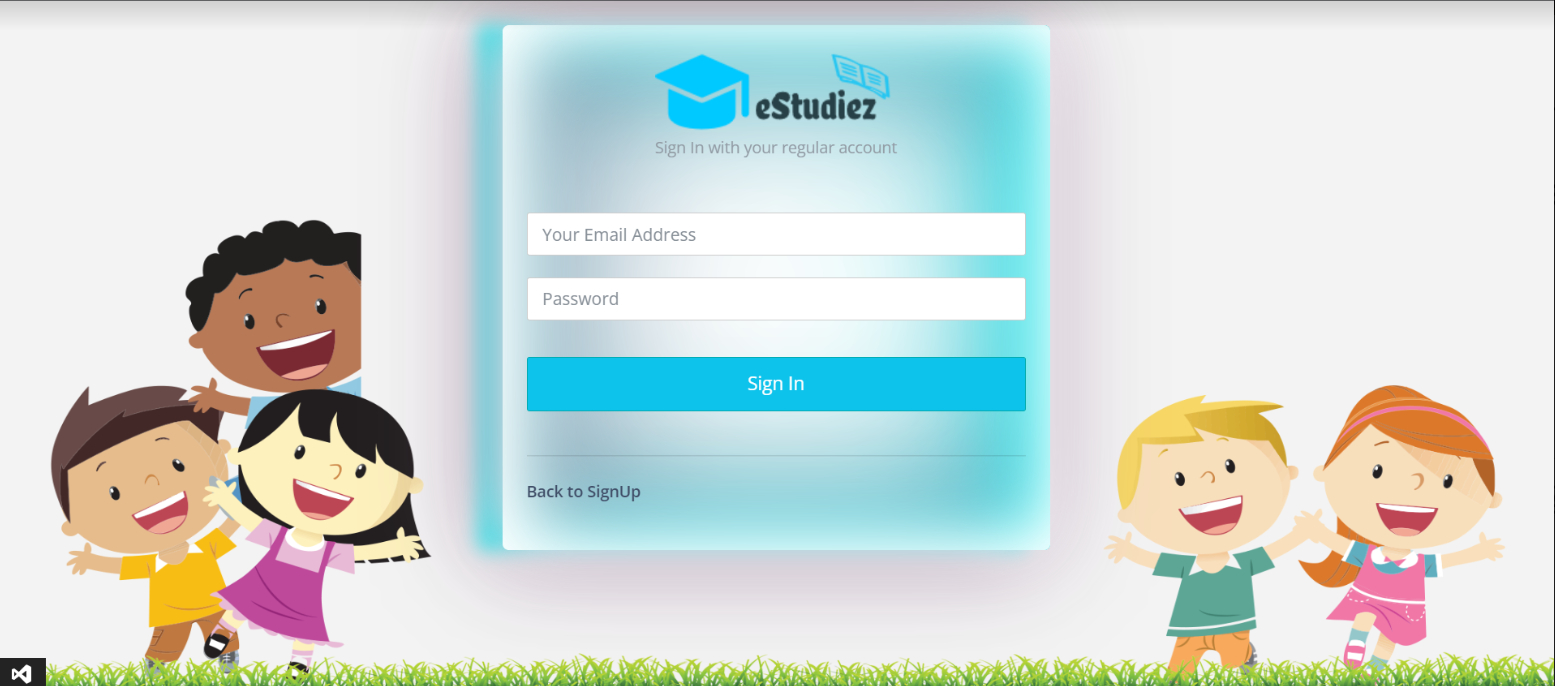 eStudiez
Sign In with your regular account
Your Email Address
Password
Sign In
Back to SignUp